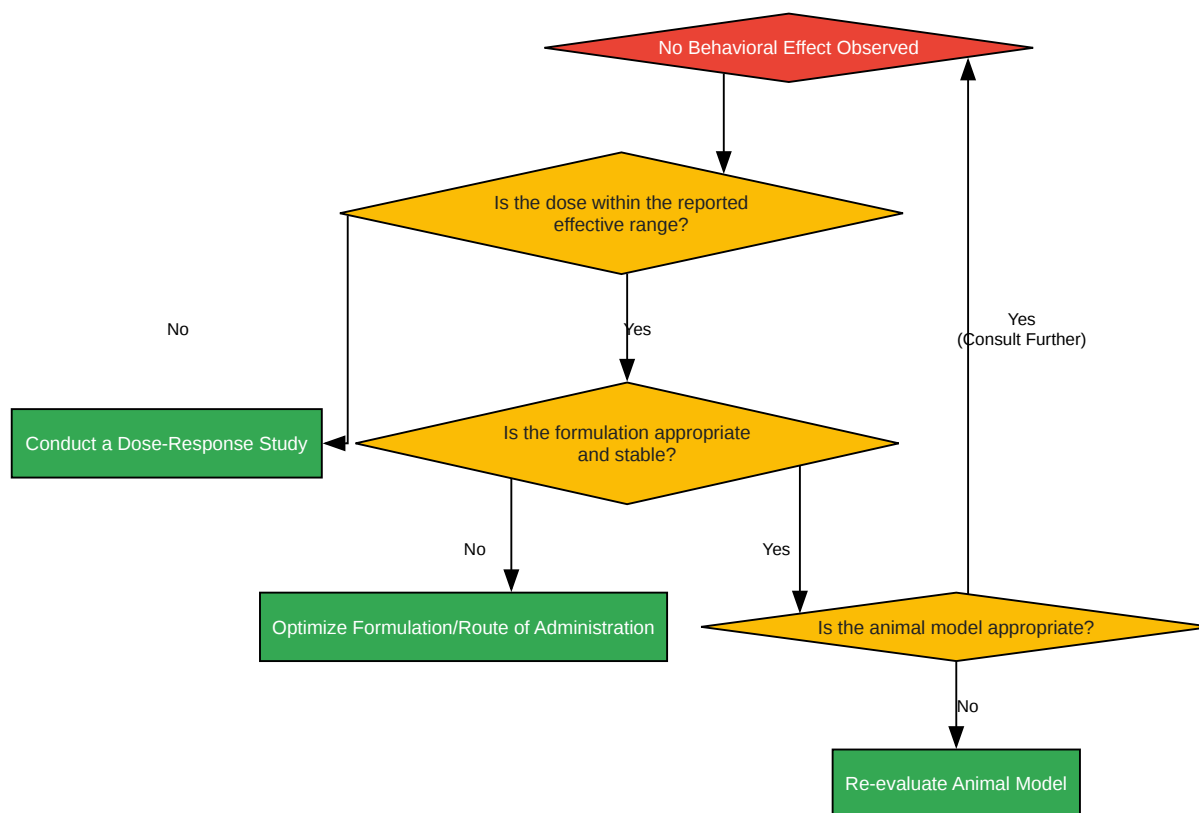 No Behavioral Effect Observed
Is the dose within the reported
effective range?
No
Yes
Yes
(Consult Further)
Conduct a Dose-Response Study
Is the formulation appropriate
and stable?
No
Yes
Optimize Formulation/Route of Administration
Is the animal model appropriate?
No
Re-evaluate Animal Model